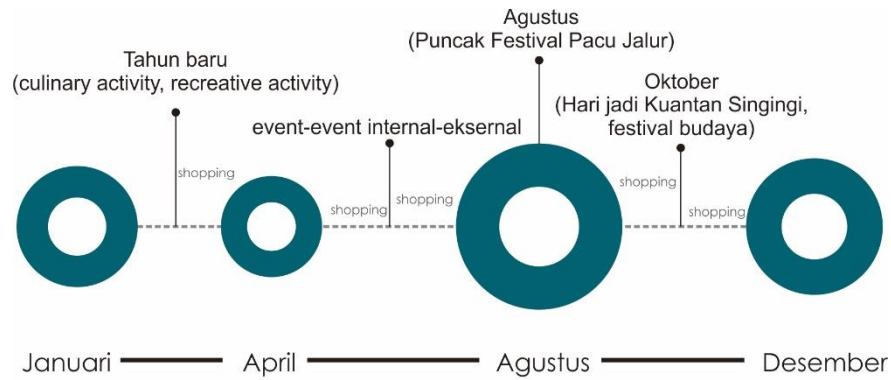 Agustus
(Puncak Festival Pacu Jalur)
Tahun baru
(culinary activity, recreative activity)
Oktober
(Hari jadi Kuantan Singingi,
festival budaya)
event-event internal-eksernal
shopping
shopping
shopping
shopping
shopping
Januari
April
Agustus
Desember